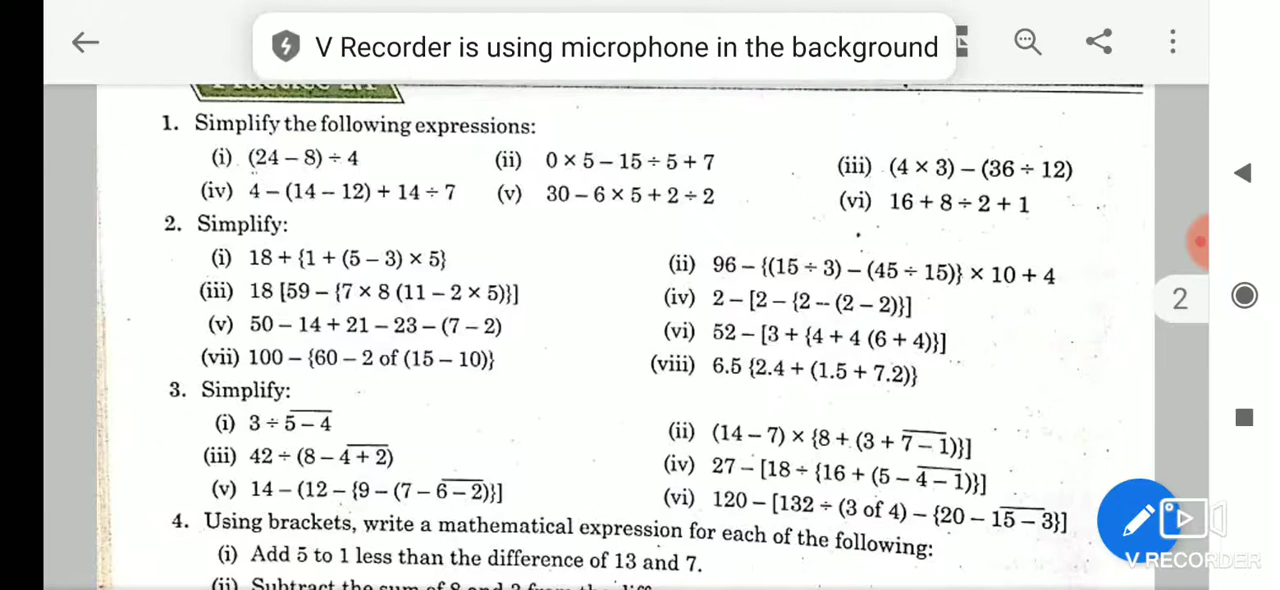 V Recorder is using microphone in the background
1. Simplify the following expressions:
(i) (24 – 8) ÷ 4 (ii) 0 × 5 – 15 ÷ 5 + 7 (iii) (4 × 3) – (36 ÷ 12)
(iv) 4 – (14 – 12) + 14 ÷ 7 (v) 30 – 6 × 5 + 2 ÷ 2 (vi) 16 + 8 ÷ 2 + 1
2. Simplify:
(i) 18 + {1 + (5 – 3) × 5} (ii) 96 – {(15 ÷ 3) – (45 ÷ 15)} × 10 + 4
(iii) 18 [59 – {7 × 8 (11 – 2 × 5)}] (iv) 2 – [2 – {2 – (2 – 2)}]
(v) 50 – 14 + 21 – 23 – (7 – 2) (vi) 52 – [3 + {4 + 4 (6 + 4)}]
(vii) 100 – {60 – 2 of (15 – 10)} (viii) 6.5 {2.4 + (1.5 + 7.2)}
3. Simplify:
(i) 3 ÷ 5 – 4 (ii) (14 – 7) × {8 + (3 + 7 – 1)}]
(iii) 42 ÷ (8 – 4 + 2) (iv) 27 – [18 ÷ {16 + (5 – 4 – 1)}]
(v) 14 – (12 – {9 – (7 – 6 – 2)}] (vi) 120 – [132 ÷ (3 of 4) – {20 – 15 – 3}]
4. Using brackets, write a mathematical expression for each of the following:
(i) Add 5 to 1 less than the difference of 13 and 7.
(ii) Subtract the sum of 8 and
2
V RECORDER